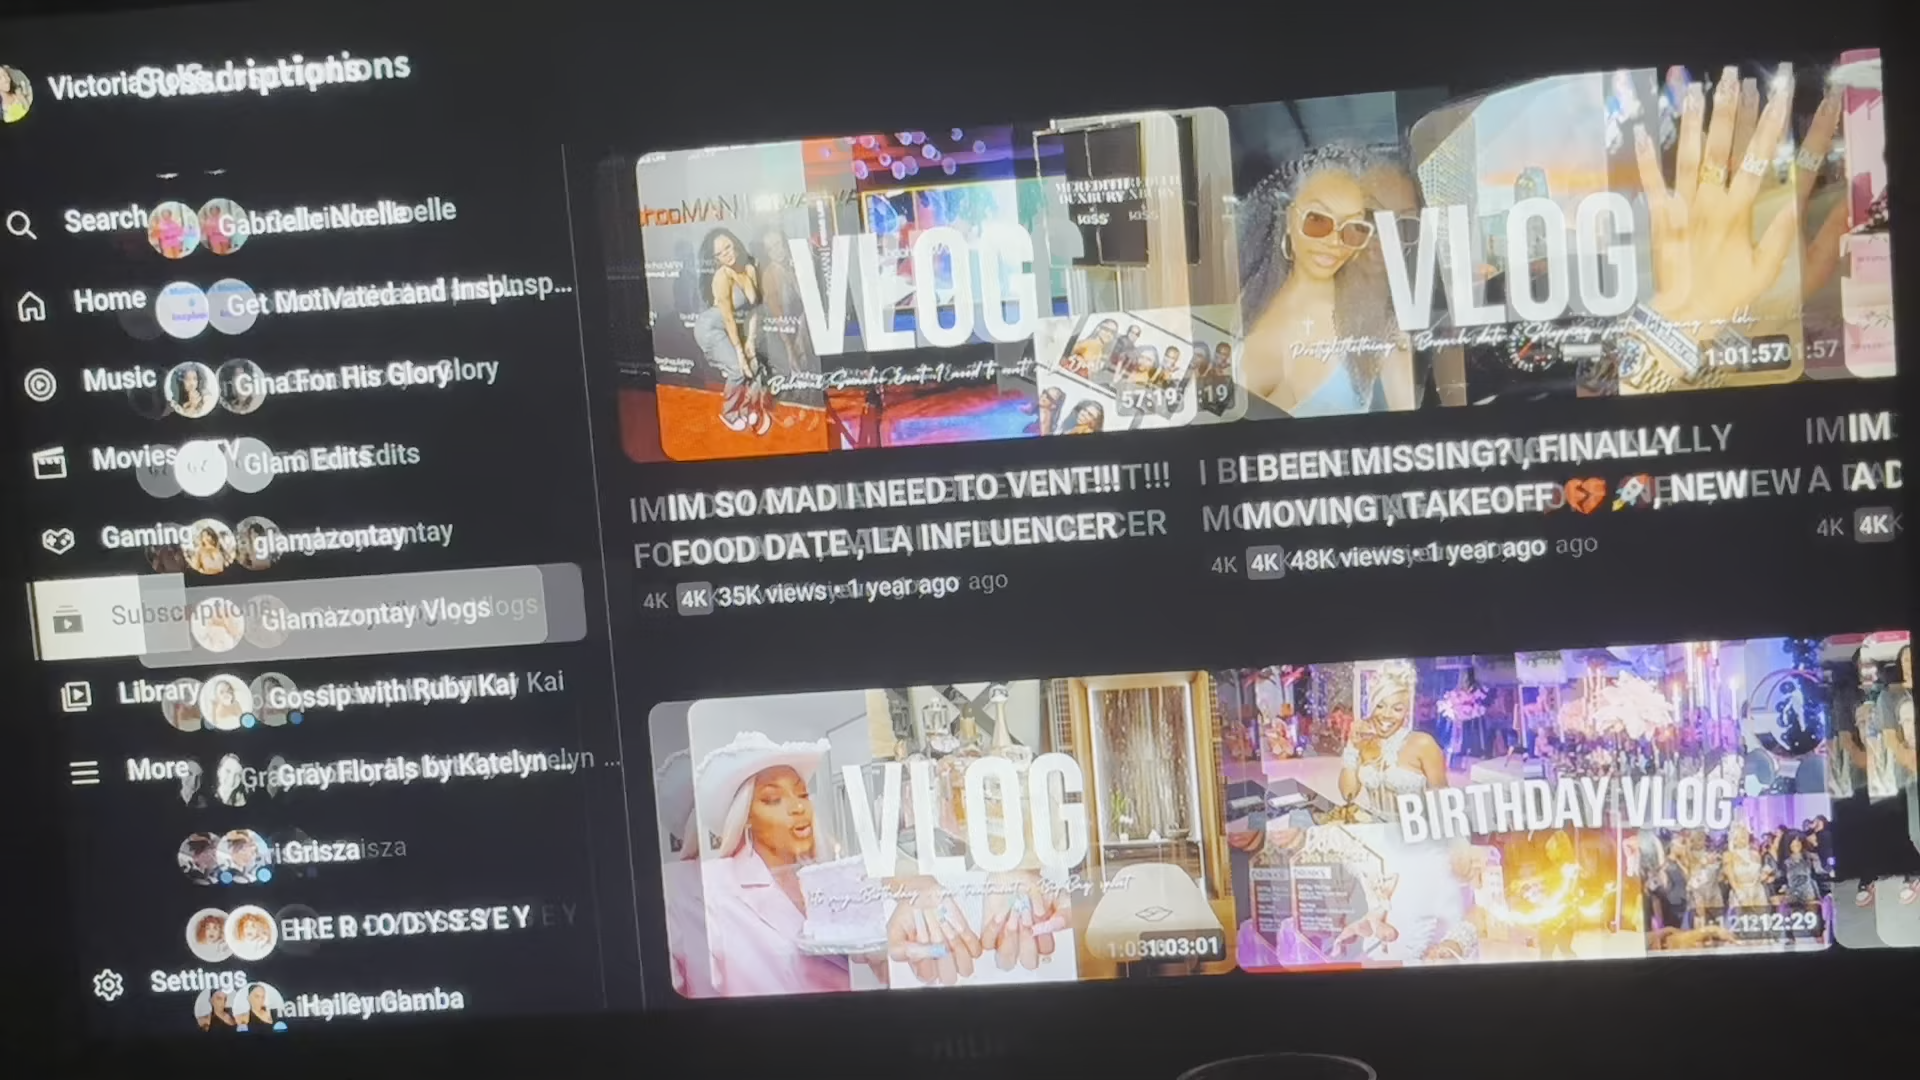 Victoria
Subscriptions
Search
Home
Music
Movies
Gaming
Subscriptions
Library
More
Settings
Gabrielle Noelle
Get Motivated and Insp...
Gina For His Glory
Glam Edits
glamazontay
Glamazontay Vlogs
Gossip with Ruby Kai
Gray Florals by Katelyn ...
Grisza
H E R O D Y S S E Y
Hailey Gamba
VLOG
KISS
57:19
IM SO MAD I NEED TO VENT!!!
FOOD DATE , LA INFLUENCER
4K 35K views • 1 year ago
VLOG
1:01:57
I BEEN MISSING? , FINALLY
MOVING , TAKEOFF💔🚀, NEW
4K 48K views • 1 year ago
IM
A D
4K
VLOG
1:03:01
BIRTHDAY VLOG
1:12:29